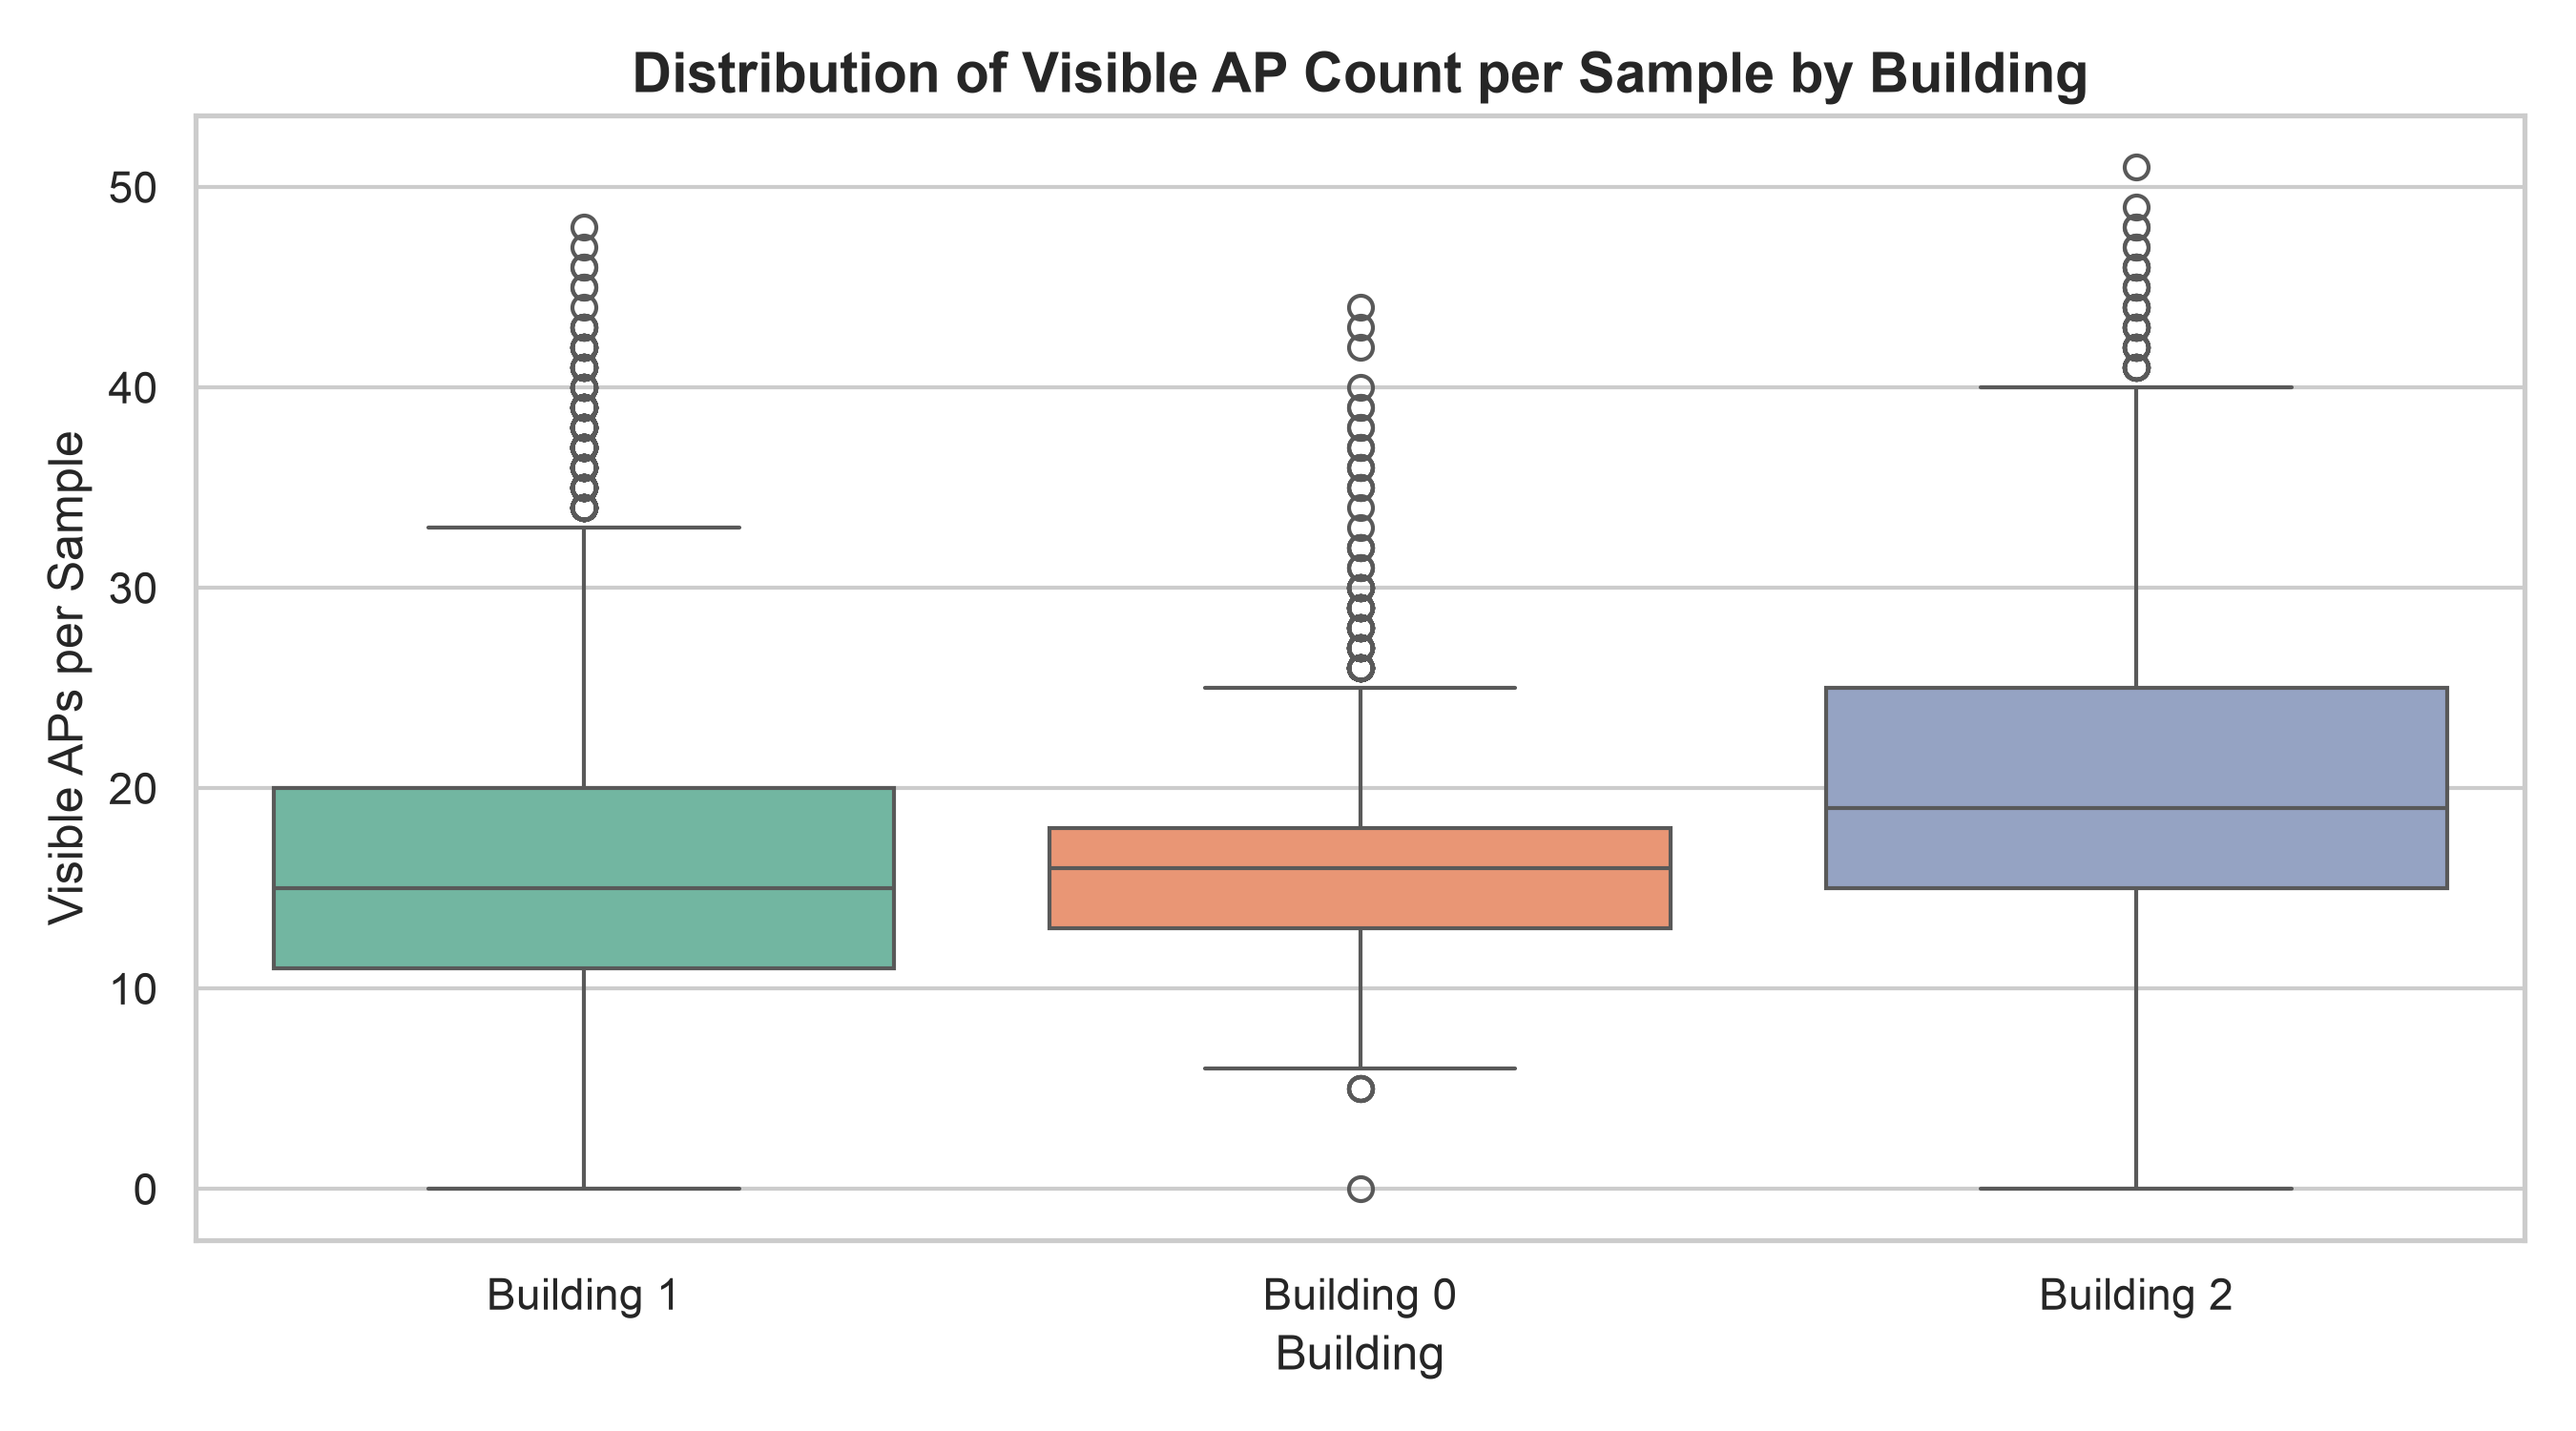 Distribution of Visible AP Count per Sample by Building
Visible APs per Sample
50
40
30
20
10
0
Building 1
Building 0
Building 2
Building